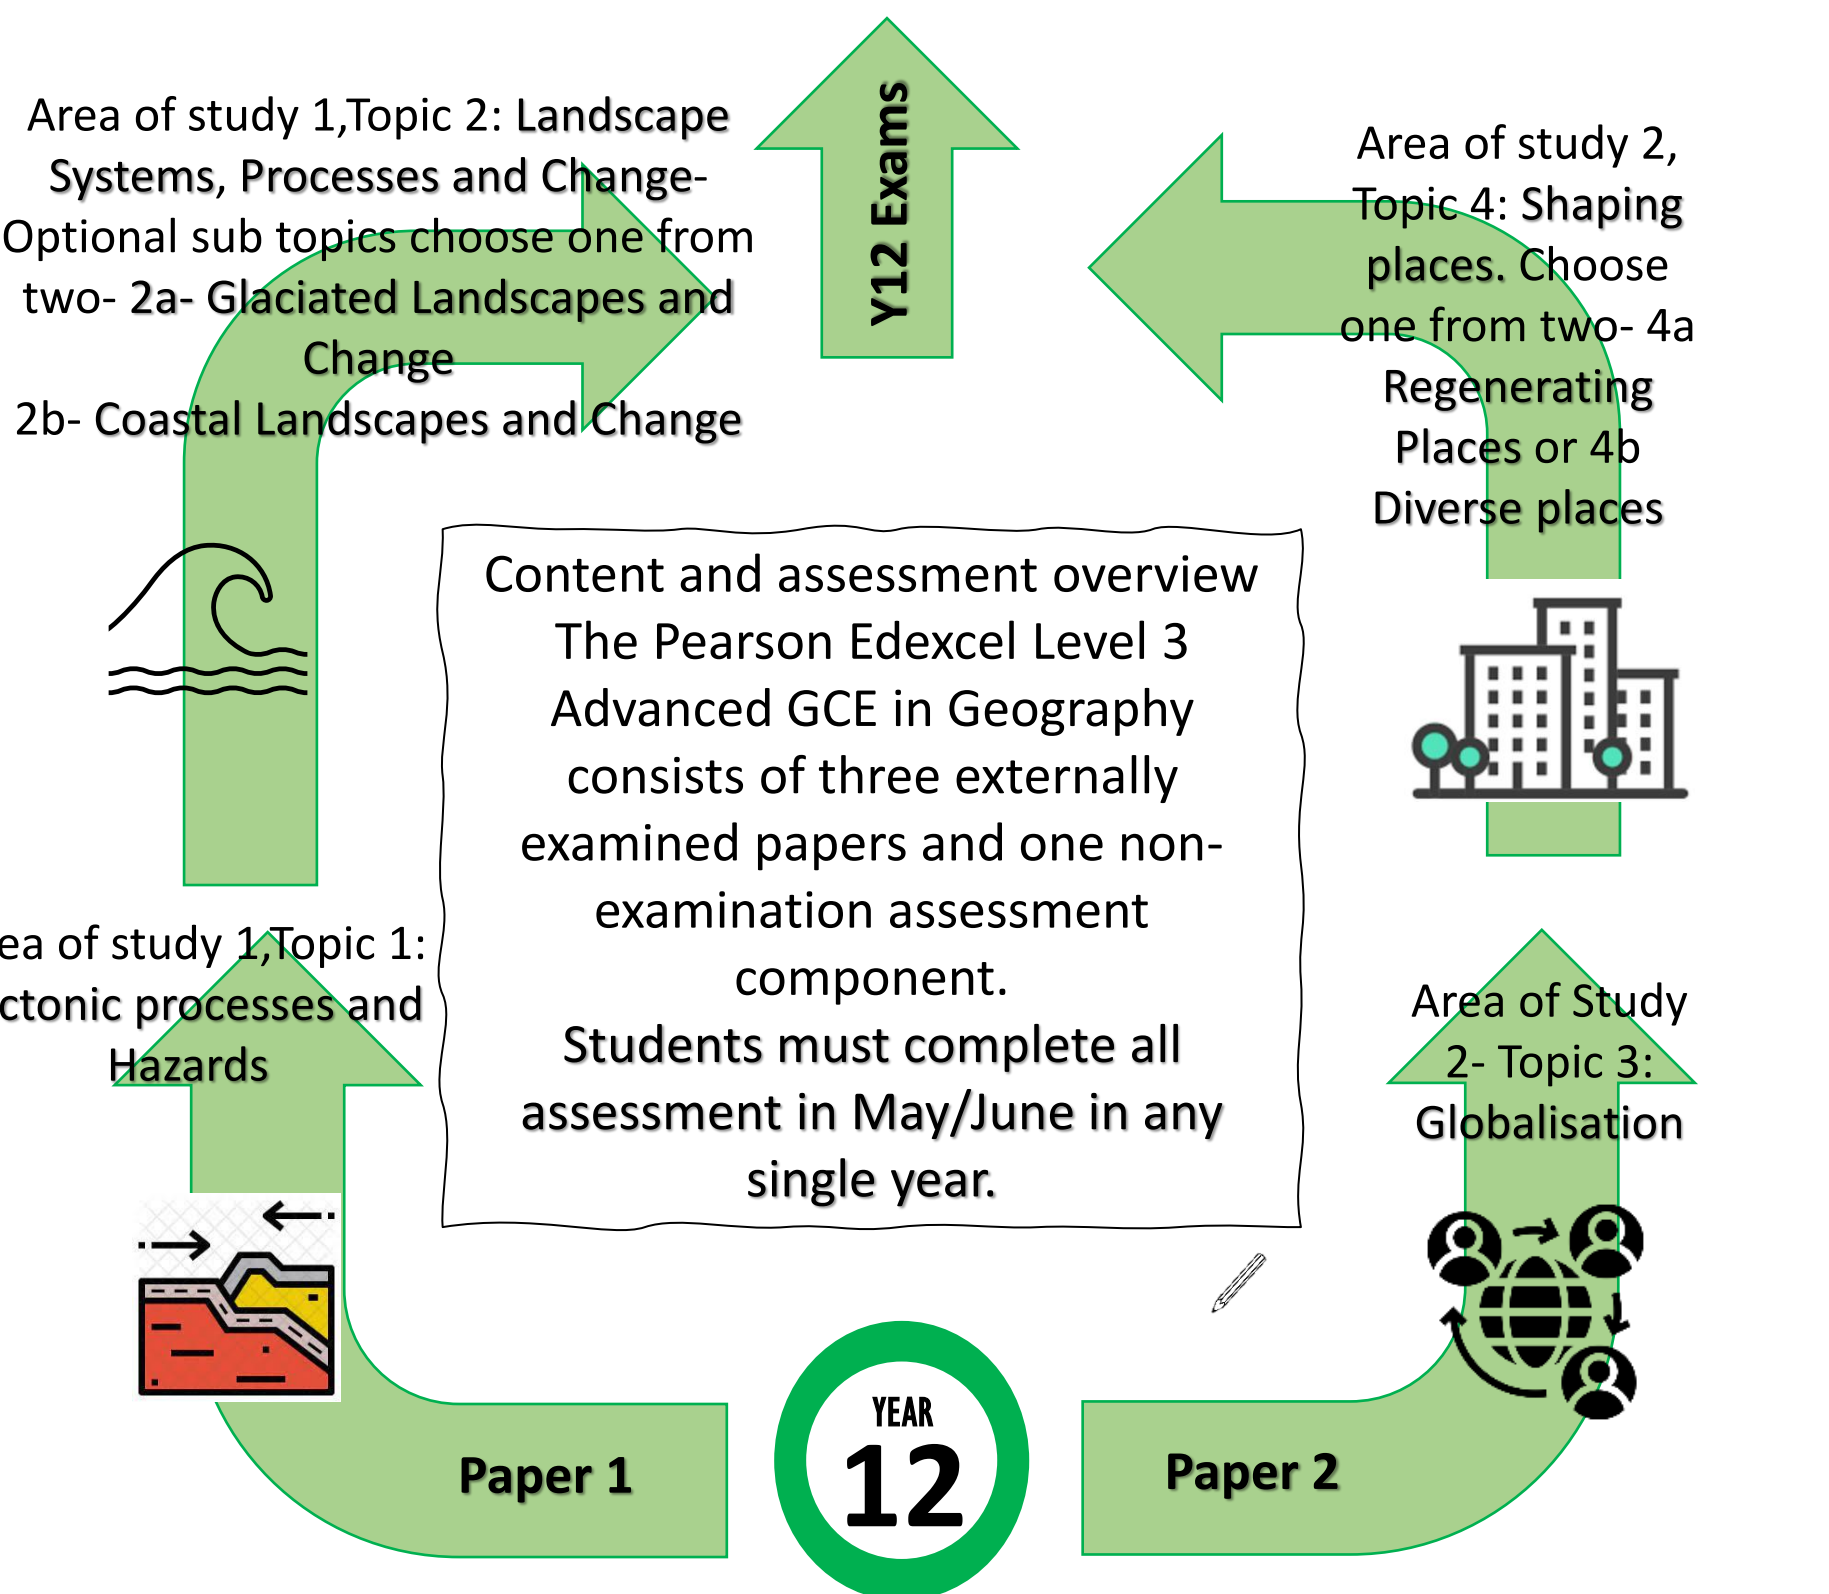 Y12 Exams
Area of study 1,Topic 2: Landscape
Systems, Processes and Change-
Optional sub topics choose one from
two- 2a- Glaciated Landscapes and
Change
2b- Coastal Landscapes and Change
Area of study 2,
Topic 4: Shaping
places. Choose
one from two- 4a
Regenerating
Places or 4b
Diverse places
Content and assessment overview
The Pearson Edexcel Level 3
Advanced GCE in Geography
consists of three externally
examined papers and one non-
examination assessment
component.
Students must complete all
assessment in May/June in any
single year.
ea of study 1,Topic 1:
ctonic processes and
Hazards
Area of Study
2- Topic 3:
Globalisation
Paper 1
YEAR
12
Paper 2